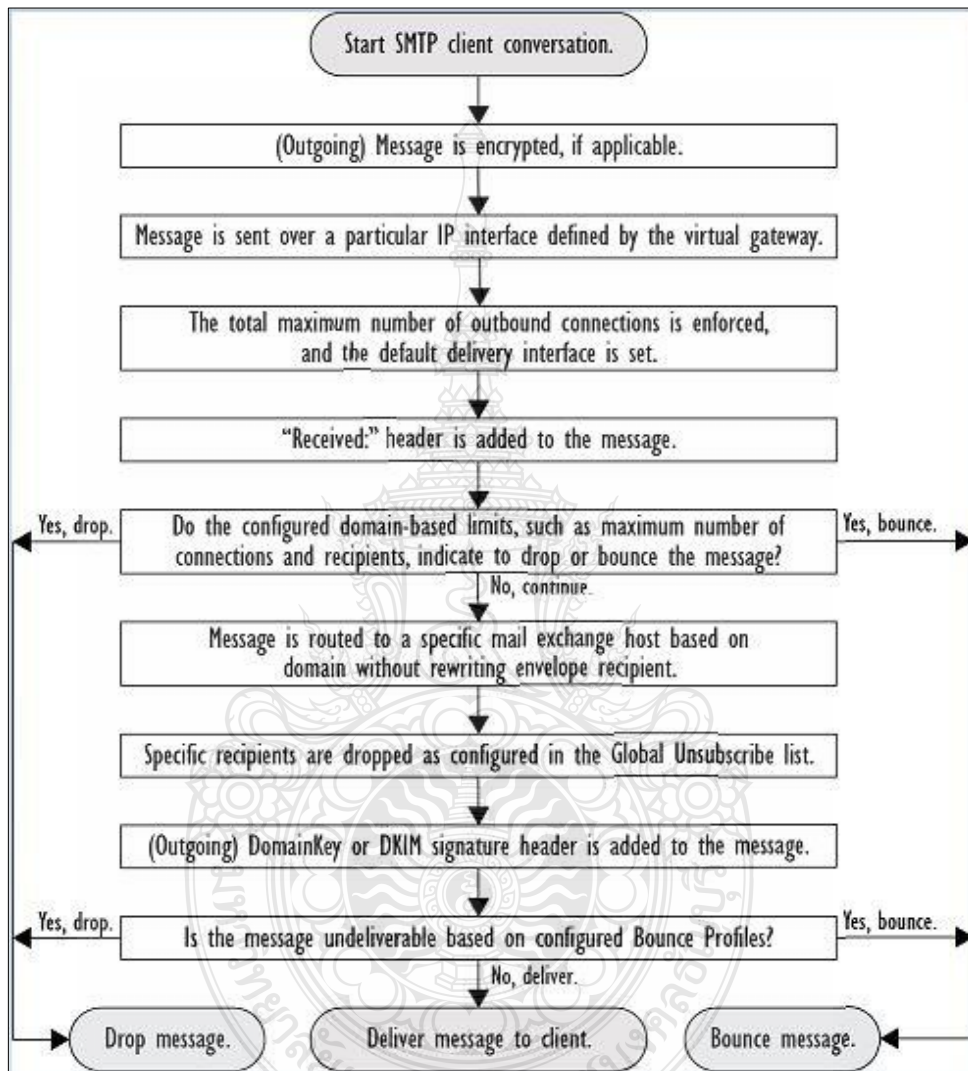 Start SMTP client conversation.
(Outgoing) Message is encrypted, if applicable.
Message is sent over a particular IP interface defined by the virtual gateway.
The total maximum number of outbound connections is enforced,
and the default delivery interface is set.
“Received:” header is added to the message.
Yes, drop.
Do the configured domain-based limits, such as maximum number of
connections and recipients, indicate to drop or bounce the message?
Yes, bounce.
No, continue.
Message is routed to a specific mail exchange host based on
domain without rewriting envelope recipient.
Specific recipients are dropped as configured in the Global Unsubscribe list.
(Outgoing) DomainKey or DKIM signature header is added to the message.
Yes, drop.
Is the message undeliverable based on configured Bounce Profiles?
Yes, bounce.
No, deliver.
Drop message.
Deliver message to client.
Bounce message.